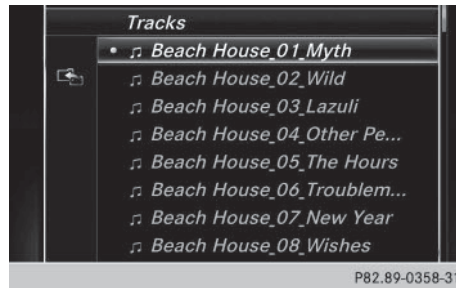 Tracks
Beach House_01_Myth
Beach House_02_Wild
Beach House_03_Lazuli
Beach House_04_Other Pe...
Beach House_05_The Hours
Beach House_06_Troublem...
Beach House_07_New Year
Beach House_08_Wishes
P82.89-0358-31